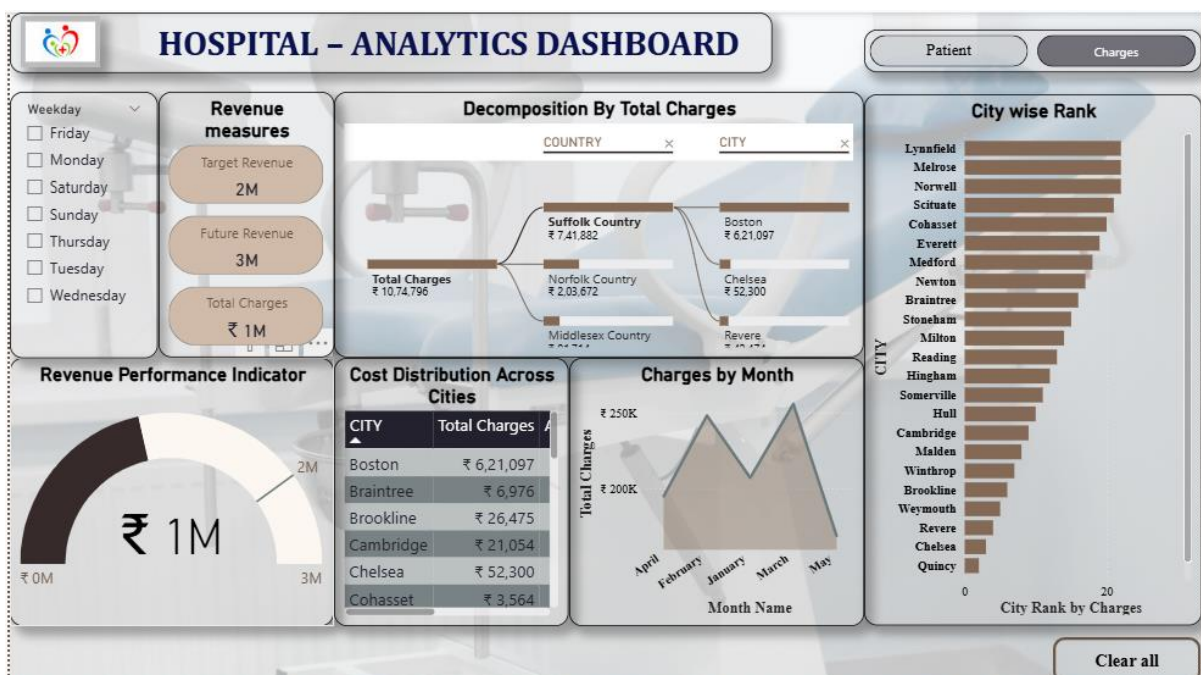 HOSPITAL – ANALYTICS DASHBOARD
Patient
Charges
Weekday
Friday
Monday
Saturday
Sunday
Thursday
Tuesday
Wednesday
Revenue
measures
Target Revenue
2M
Future Revenue
3M
Total Charges
₹ 1M
Decomposition By Total Charges
COUNTRY
CITY
Total Charges
₹ 10,74,796
Suffolk Country
₹ 7,41,882
Norfolk Country
₹ 2,03,672
Middlesex Country
Boston
₹ 6,21,097
Chelsea
₹ 52,300
Revere
City wise Rank
CITY
Lynnfield
Melrose
Norwell
Scituate
Cohasset
Everett
Medford
Newton
Braintree
Stoneham
Milton
Reading
Hingham
Somerville
Hull
Cambridge
Malden
Winthrop
Brookline
Weymouth
Revere
Chelsea
Quincy
0
20
City Rank by Charges
Revenue Performance Indicator
₹ 1M
₹ 0M
2M
3M
Cost Distribution Across
Cities
CITY Total Charges
Boston ₹ 6,21,097
Braintree ₹ 6,976
Brookline ₹ 26,475
Cambridge ₹ 21,054
Chelsea ₹ 52,300
Cohasset ₹ 3,564
Charges by Month
Total Charges
₹ 250K
₹ 200K
April
February
January
March
May
Month Name
Clear all